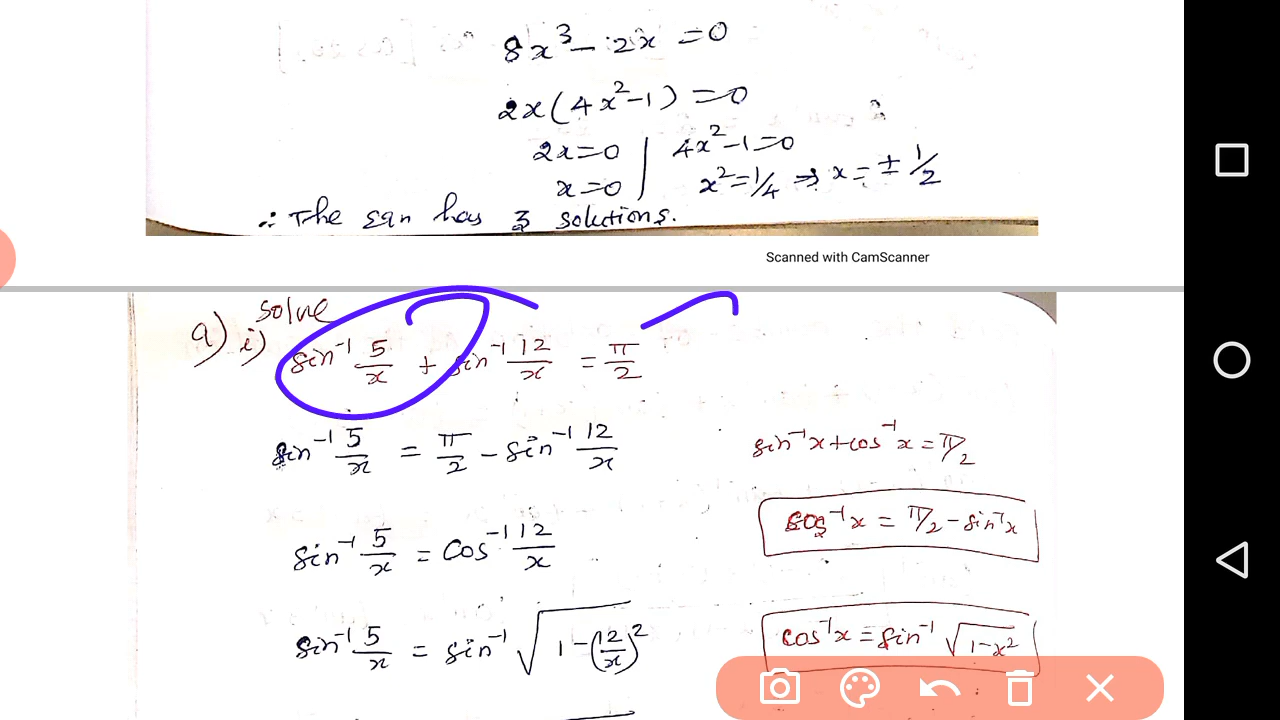 8x³ - 2x = 0
2x(4x² - 1) = 0
2x = 0 | 4x² - 1 = 0
x = 0 | x² = 1/4 ⇒ x = ± 1/2
∴ The eqn has 3 solutions.
Scanned with CamScanner
9) Solve
i) sin⁻¹ 5/x + sin⁻¹ 12/x = π/2
sin⁻¹ 5/x = π/2 - sin⁻¹ 12/x
sin⁻¹x + cos⁻¹x = π/2
cos⁻¹x = π/2 - sin⁻¹x
sin⁻¹ 5/x = cos⁻¹ 12/x
sin⁻¹ 5/x = sin⁻¹ √(1 - (12/x)²)
cos⁻¹x = sin⁻¹ √(1-x²)